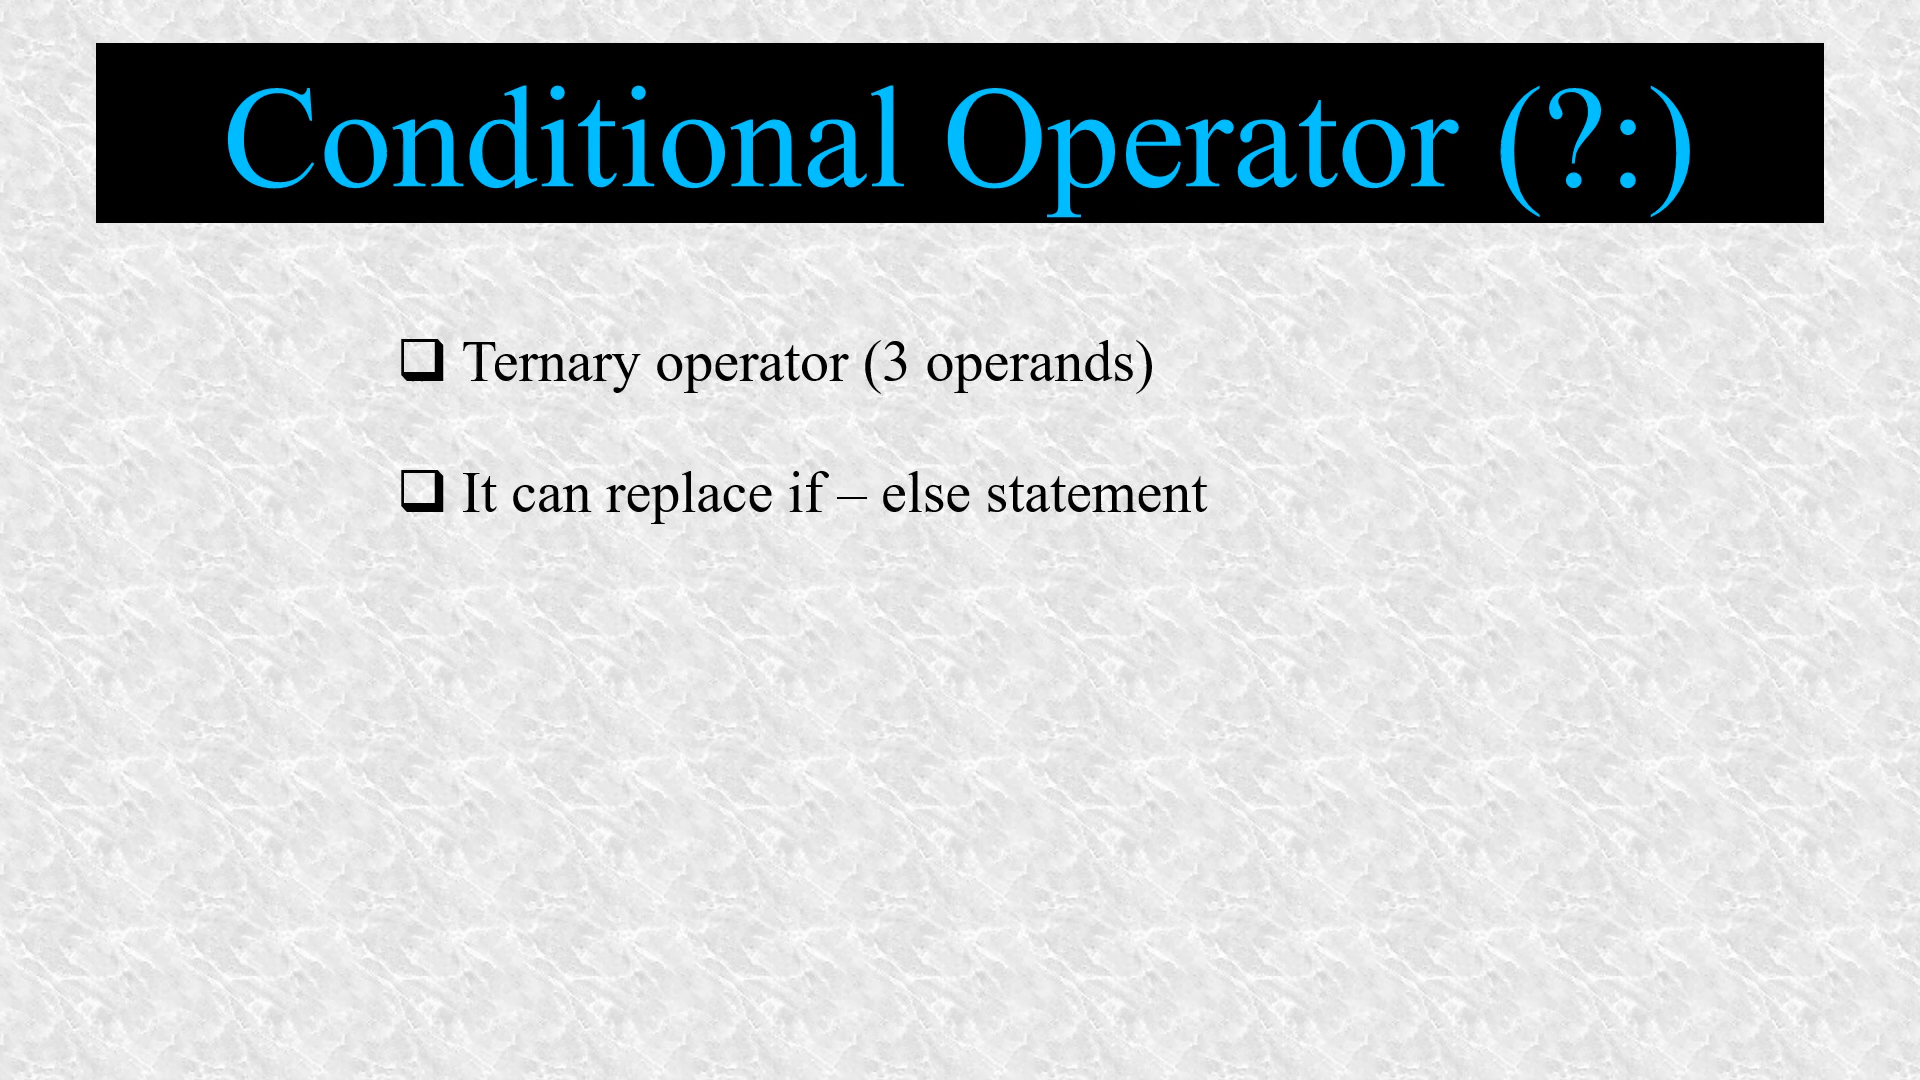 Conditional Operator (?:)
❑ Ternary operator (3 operands)
❑ It can replace if – else statement